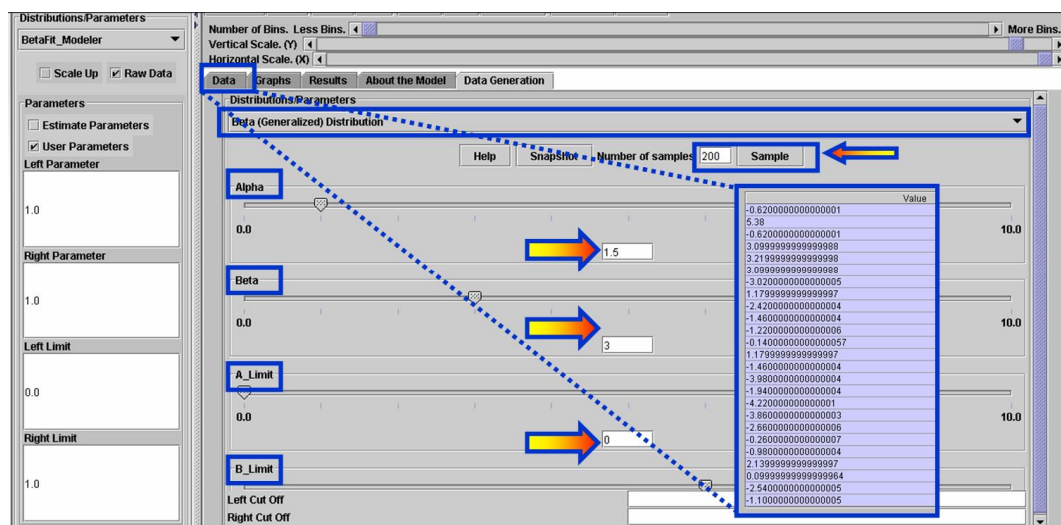 Distributions/Parameters
BetaFit_Modeler
Scale Up Raw Data
Parameters
Estimate Parameters
User Parameters
Left Parameter
1.0
Right Parameter
1.0
Left Limit
0.0
Right Limit
1.0
Number of Bins. Less Bins. More Bins.
Vertical Scale. (Y)
Horizontal Scale. (X)
Data Graphs Results About the Model Data Generation
Distributions/Parameters
Beta (Generalized) Distribution
Help Snapshot Number of samples 200 Sample
Alpha
0.0 10.0
1.5
Beta
0.0 10.0
3
A_Limit
0.0 10.0
0
B_Limit
Left Cut Off
Right Cut Off
Value
-0.6200000000000001
5.38
-0.6200000000000001
3.0999999999999988
3.2199999999999998
3.0999999999999988
-3.0200000000000005
1.1799999999999997
-2.4200000000000004
-1.4600000000000004
-1.2200000000000006
-0.14000000000000057
1.1799999999999997
-1.4600000000000004
-3.9800000000000004
-1.9400000000000004
-4.220000000000001
-3.8600000000000003
-2.6600000000000006
-0.2600000000000007
-0.9800000000000004
2.1399999999999997
0.09999999999999964
-2.5400000000000005
-1.1000000000000005